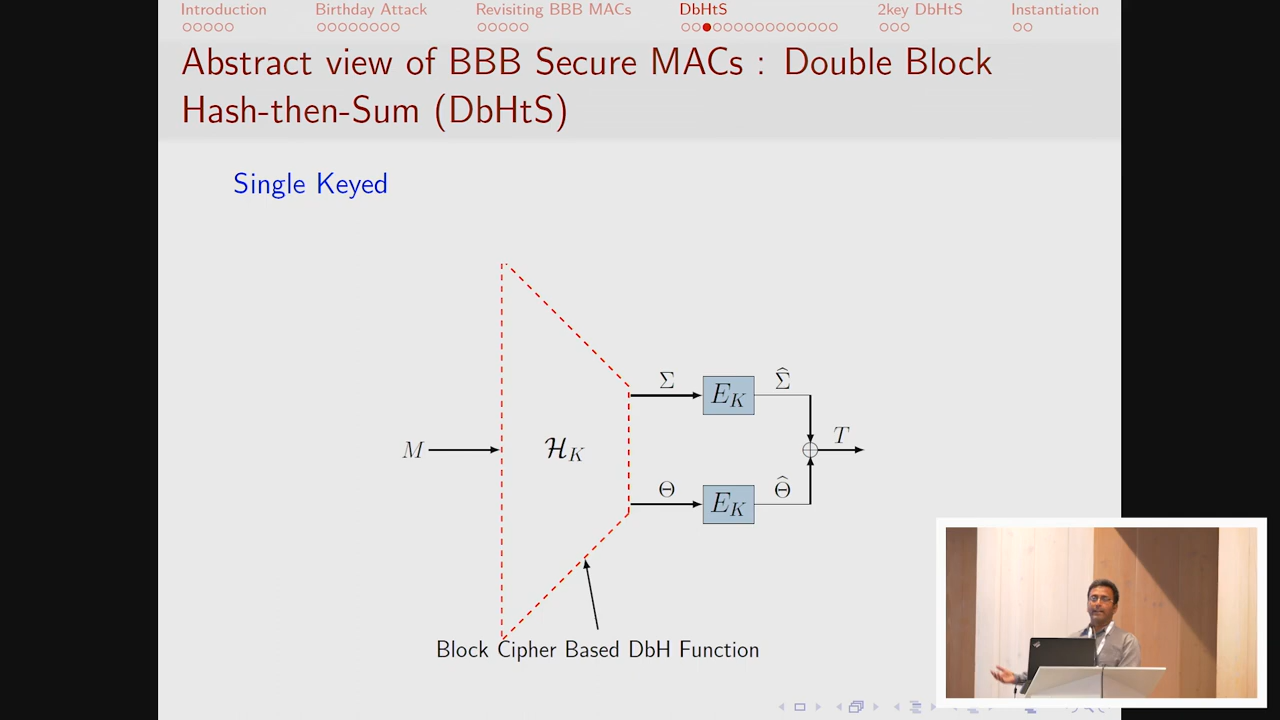 Introduction Birthday Attack Revisiting BBB MACs DbHtS 2key DbHtS Instantiation
Abstract view of BBB Secure MACs : Double Block
Hash-then-Sum (DbHtS)
Single Keyed
Σ E_K Σ̂
M H_K T
Θ E_K Θ̂
Block Cipher Based DbH Function